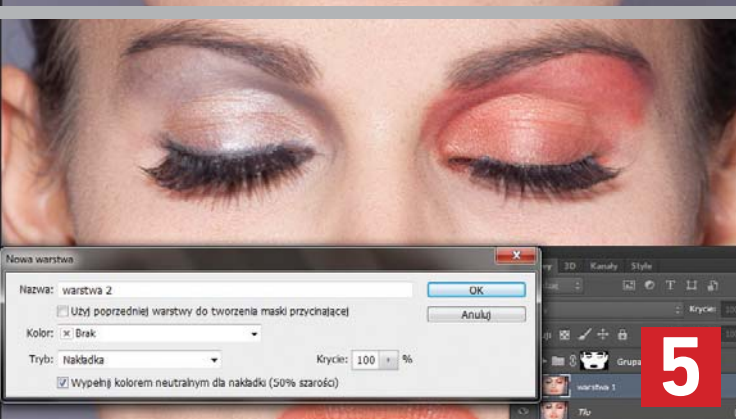 Nowa warstwa
Nazwa: warstwa 2
OK
Użyj poprzedniej warstwy do tworzenia maski przycinającej
Anuluj
Kolor: Brak
Tryb: Nakładka
Krycie: 100 %
Wypełnij kolorem neutralnym dla nakładki (50% szarości)
3D Kanały Style
Krycie:
Grupa
warstwa 1
Tło
5